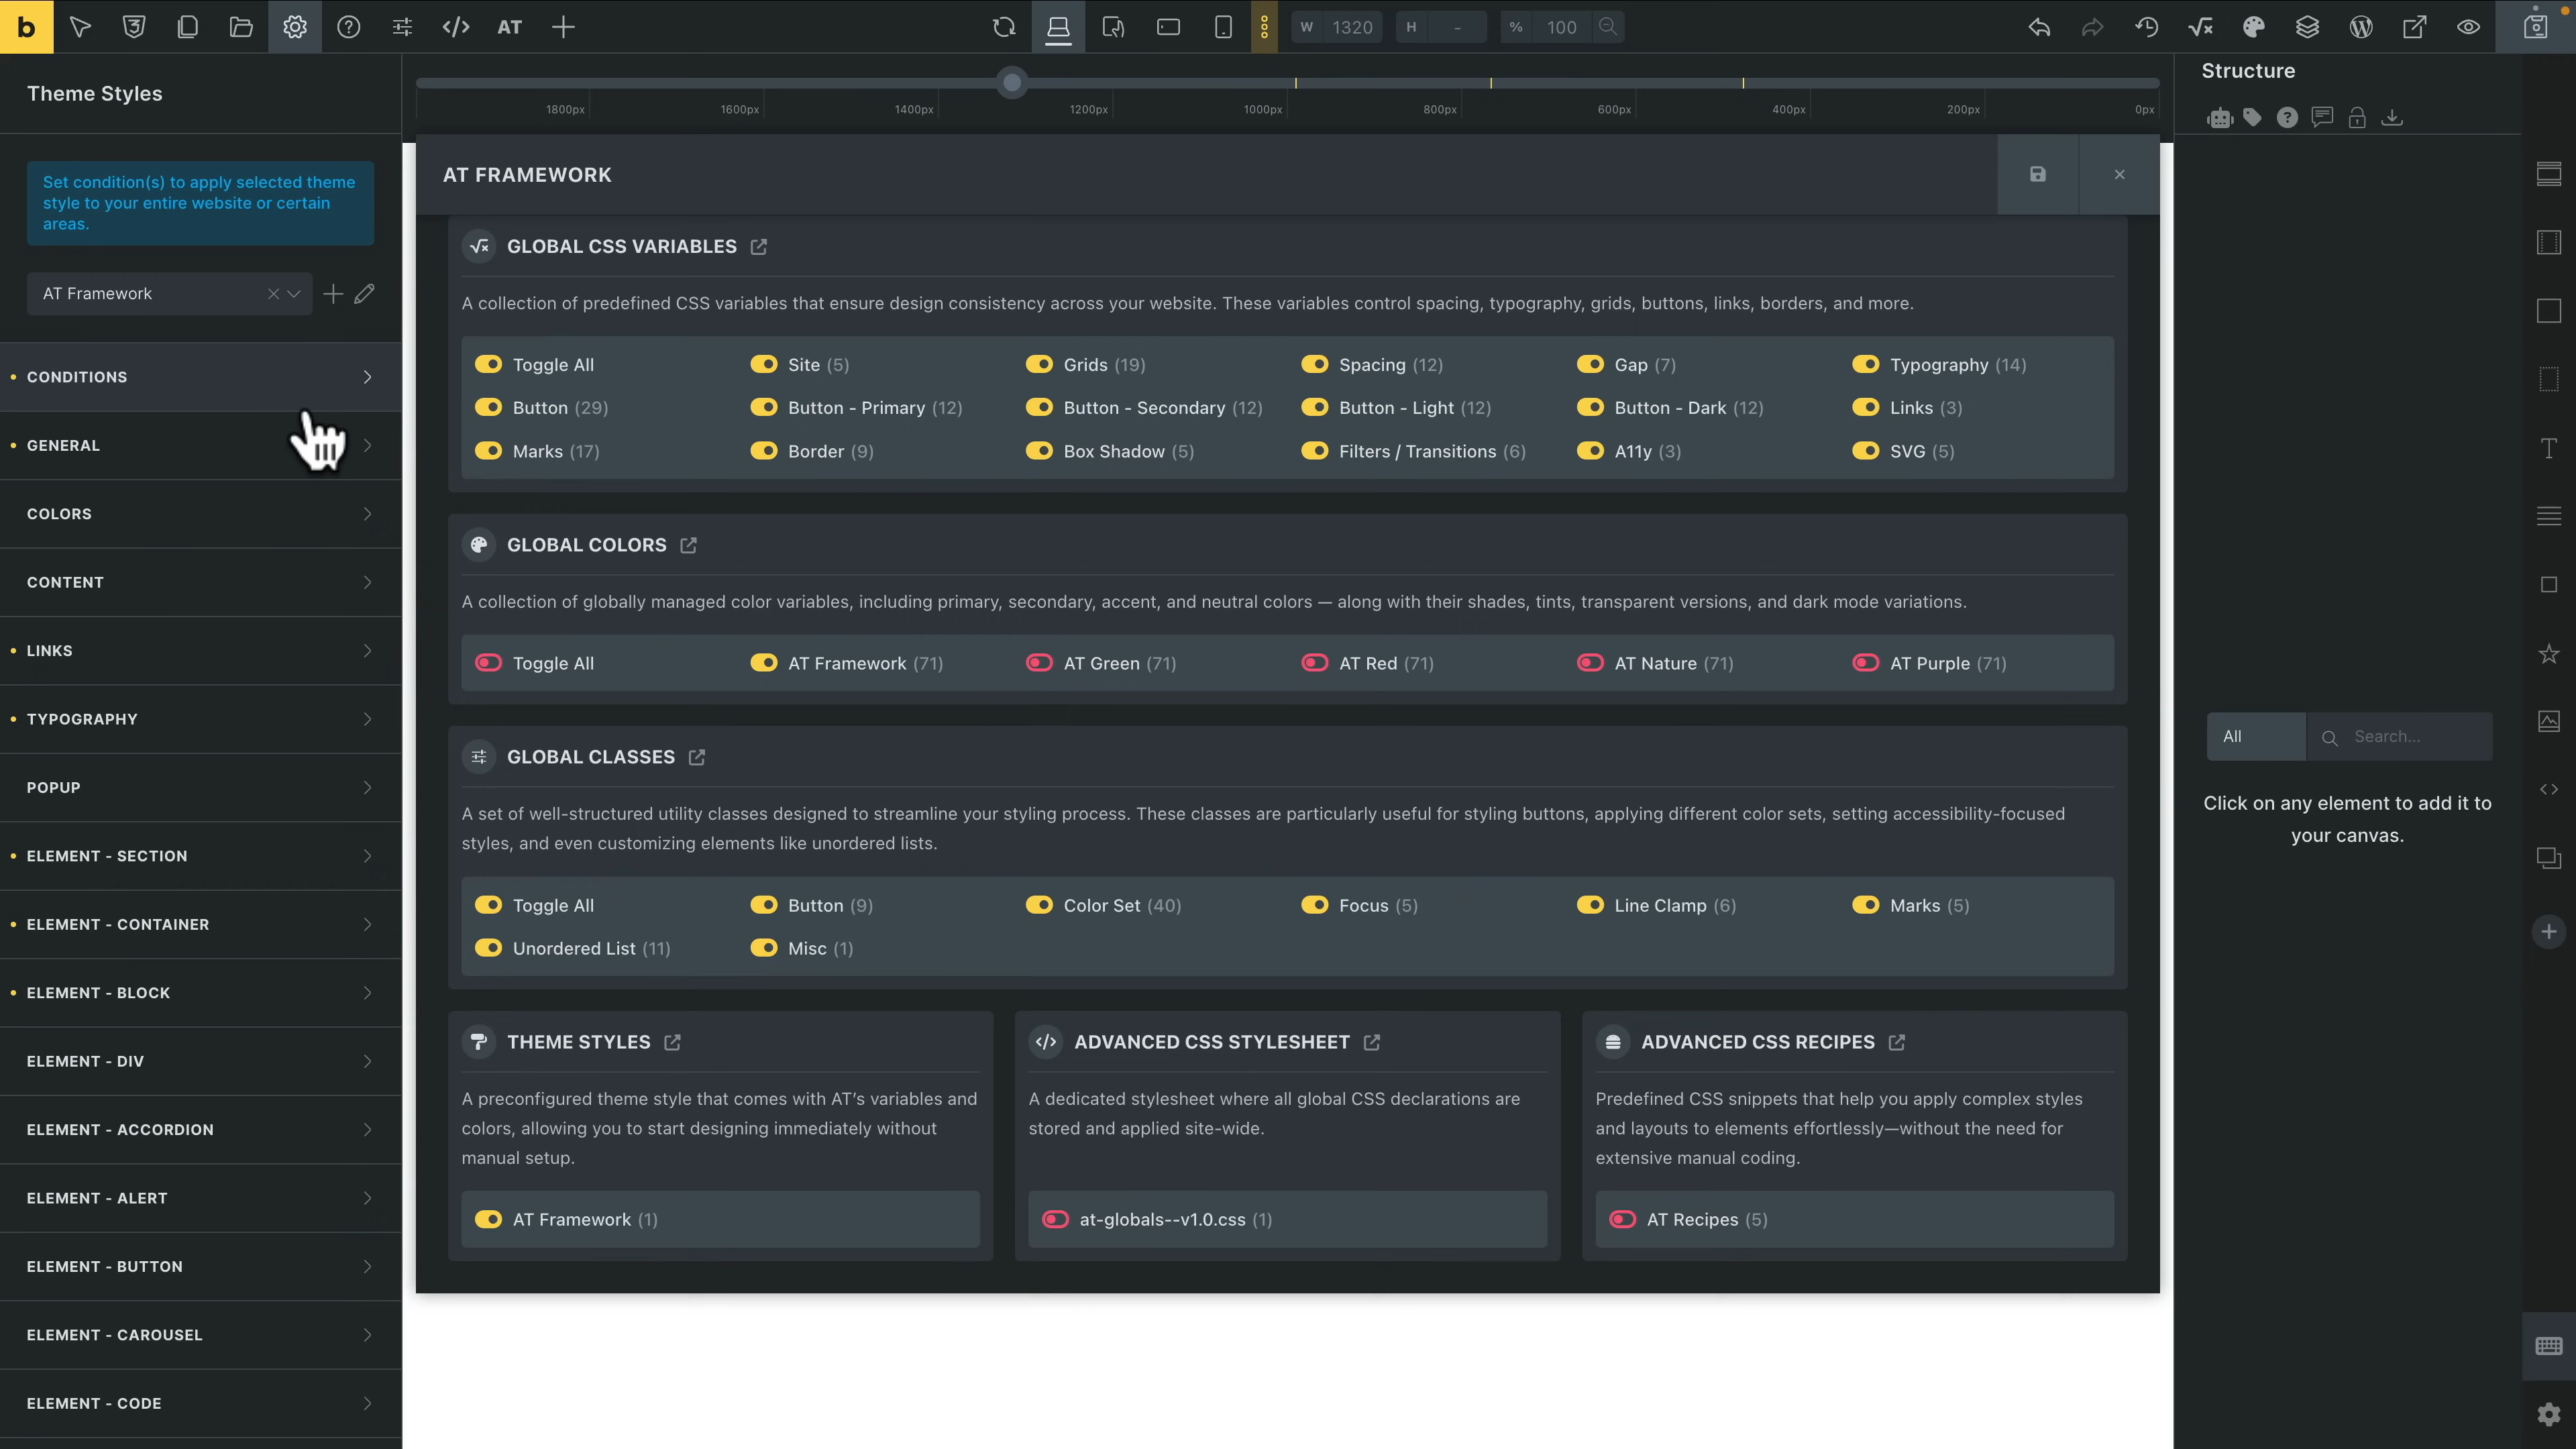 b
AT
W 1320
H -
% 100
Theme Styles
Set condition(s) to apply selected theme
style to your entire website or certain
areas.
AT Framework
CONDITIONS
GENERAL
COLORS
CONTENT
LINKS
TYPOGRAPHY
POPUP
ELEMENT - SECTION
ELEMENT - CONTAINER
ELEMENT - BLOCK
ELEMENT - DIV
ELEMENT - ACCORDION
ELEMENT - ALERT
ELEMENT - BUTTON
ELEMENT - CAROUSEL
ELEMENT - CODE
1800px 1600px 1400px 1200px 1000px 800px 600px 400px 200px 0px
AT FRAMEWORK
GLOBAL CSS VARIABLES
A collection of predefined CSS variables that ensure design consistency across your website. These variables control spacing, typography, grids, buttons, links, borders, and more.
Toggle All Site (5) Grids (19) Spacing (12) Gap (7) Typography (14)
Button (29) Button - Primary (12) Button - Secondary (12) Button - Light (12) Button - Dark (12) Links (3)
Marks (17) Border (9) Box Shadow (5) Filters / Transitions (6) A11y (3) SVG (5)
GLOBAL COLORS
A collection of globally managed color variables, including primary, secondary, accent, and neutral colors — along with their shades, tints, transparent versions, and dark mode variations.
Toggle All AT Framework (71) AT Green (71) AT Red (71) AT Nature (71) AT Purple (71)
GLOBAL CLASSES
A set of well-structured utility classes designed to streamline your styling process. These classes are particularly useful for styling buttons, applying different color sets, setting accessibility-focused
styles, and even customizing elements like unordered lists.
Toggle All Button (9) Color Set (40) Focus (5) Line Clamp (6) Marks (5)
Unordered List (11) Misc (1)
THEME STYLES
A preconfigured theme style that comes with AT's variables and
colors, allowing you to start designing immediately without
manual setup.
AT Framework (1)
ADVANCED CSS STYLESHEET
A dedicated stylesheet where all global CSS declarations are
stored and applied site-wide.
at-globals--v1.0.css (1)
ADVANCED CSS RECIPES
Predefined CSS snippets that help you apply complex styles
and layouts to elements effortlessly—without the need for
extensive manual coding.
AT Recipes (5)
Structure
All Search...
Click on any element to add it to
your canvas.